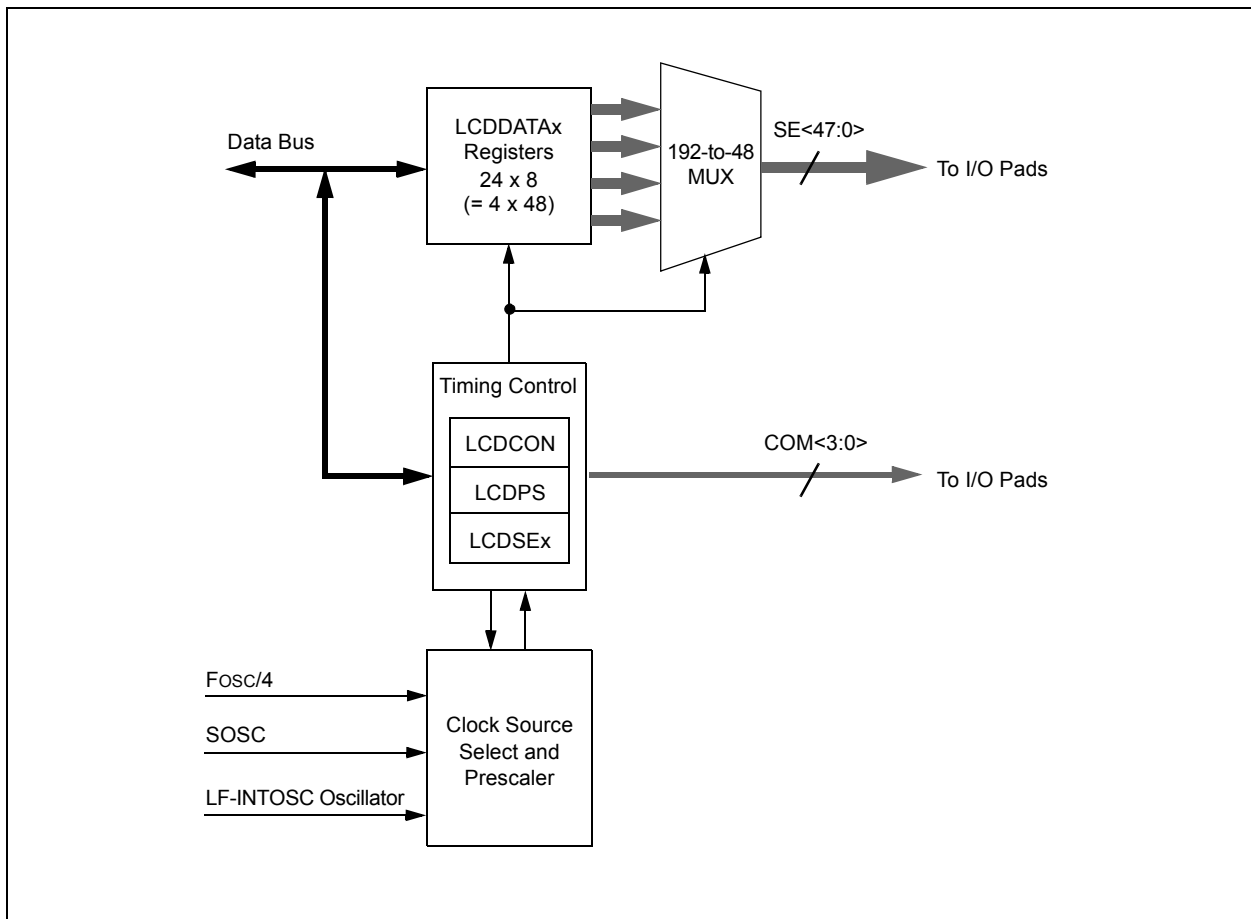 Data Bus
LCDDATAx
Registers
24 x 8
(= 4 x 48)
192-to-48
MUX
SE<47:0>
To I/O Pads
Timing Control
LCDCON
LCDPS
LCDSEx
COM<3:0>
To I/O Pads
FOSC/4
SOSC
LF-INTOSC Oscillator
Clock Source
Select and
Prescaler